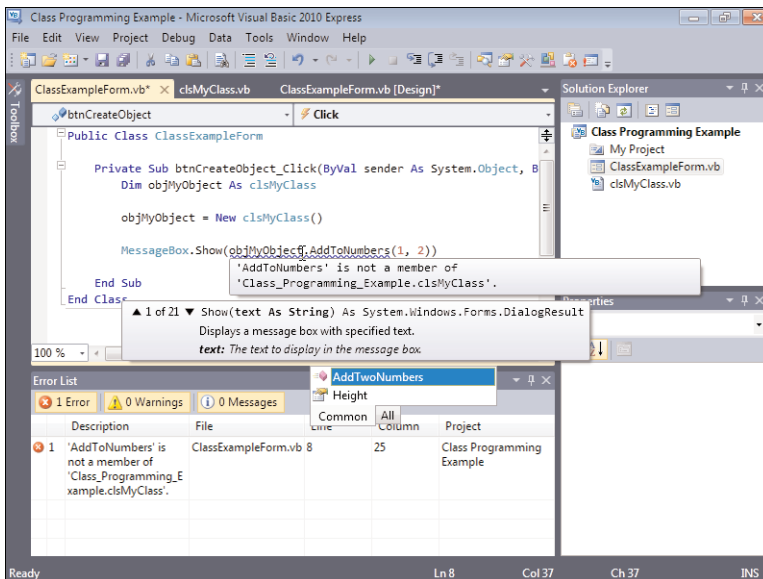 Class Programming Example - Microsoft Visual Basic 2010 Express
File Edit View Project Debug Data Tools Window Help
Toolbox
ClassExampleForm.vb* clsMyClass.vb ClassExampleForm.vb [Design]*
btnCreateObject Click
Public Class ClassExampleForm
Private Sub btnCreateObject_Click(ByVal sender As System.Object, B
Dim objMyObject As clsMyClass
objMyObject = New clsMyClass()
MessageBox.Show(objMyObject.AddToNumbers(1, 2))
'AddToNumbers' is not a member of
'Class_Programming_Example.clsMyClass'.
End Sub
End Class
1 of 21 Show(text As String) As System.Windows.Forms.DialogResult
Displays a message box with specified text.
text: The text to display in the message box
100 %
AddTwoNumbers
Height
Common All
Solution Explorer
Class Programming Example
My Project
ClassExampleForm.vb
clsMyClass.vb
Properties
Error List
1 Error 0 Warnings 0 Messages
Description File Line Column Project
1 'AddToNumbers' is ClassExampleForm.vb 8 25 Class Programming
not a member of Example
'Class_Programming_E
xample.clsMyClass'.
Ready Ln 8 Col 37 Ch 37 INS